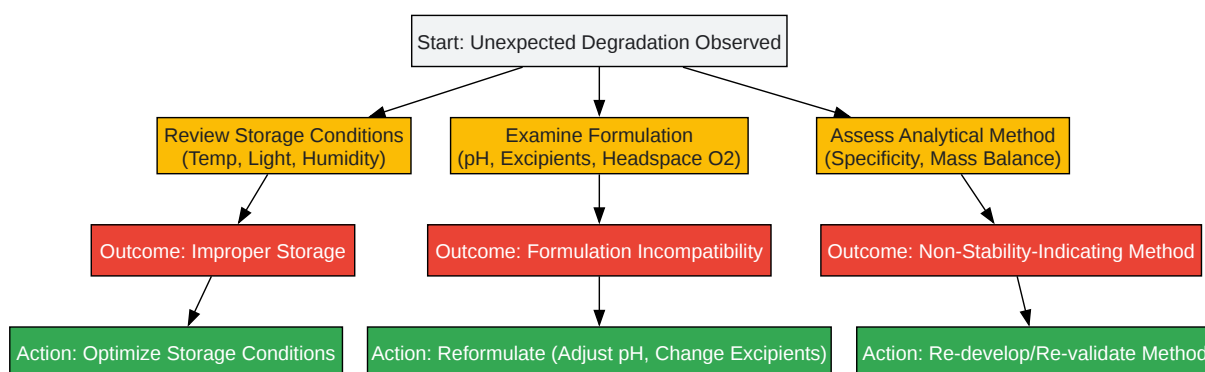 Start: Unexpected Degradation Observed
Review Storage Conditions
(Temp, Light, Humidity)
Examine Formulation
(pH, Excipients, Headspace O2)
Assess Analytical Method
(Specificity, Mass Balance)
Outcome: Improper Storage
Outcome: Formulation Incompatibility
Outcome: Non-Stability-Indicating Method
Action: Optimize Storage Conditions
Action: Reformulate (Adjust pH, Change Excipients)
Action: Re-develop/Re-validate Method